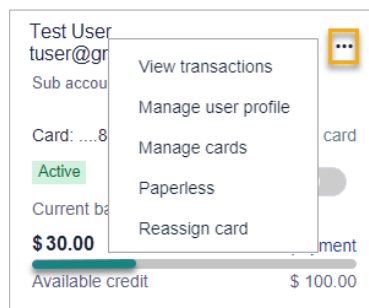 Test User
tuser@gr
Sub accou
Card: ....8 card
Active
Current ba
$30.00 ment
Available credit $ 100.00
View transactions
Manage user profile
Manage cards
Paperless
Reassign card